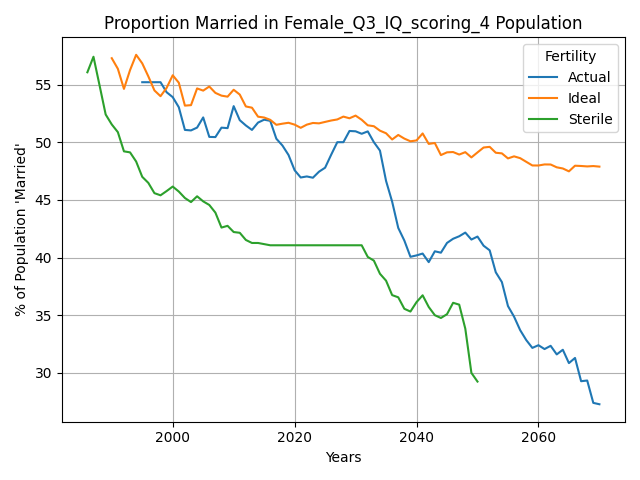 Proportion Married in Female_Q3_IQ_scoring_4 Population
% of Population 'Married'
55
50
45
40
35
30
2000
2020
2040
2060
Years
Fertility
Actual
Ideal
Sterile